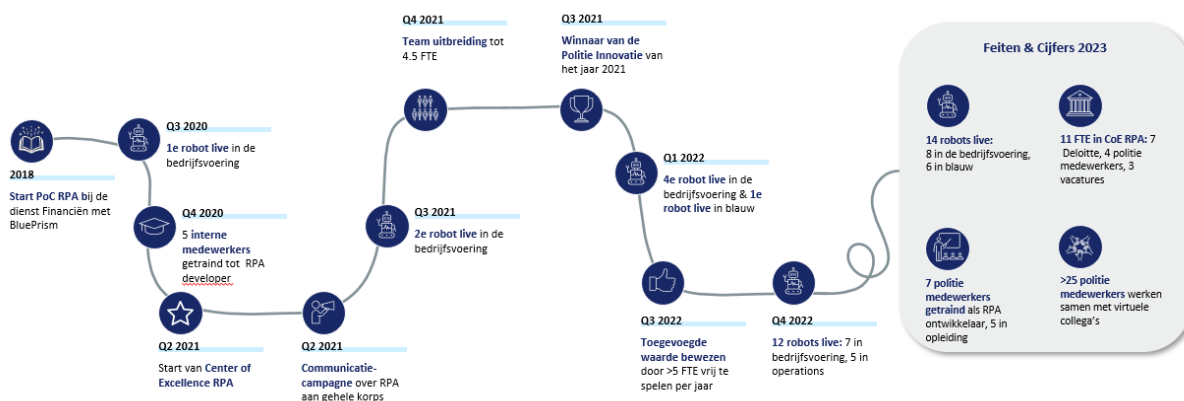 2018
Start PoC RPA bij de
dienst Financiën met
BluePrism
Q3 2020
1e robot live in de
bedrijfsvoering
Q4 2020
5 interne
medewerkers
getraind tot RPA
developer
Q2 2021
Start van Center of
Excellence RPA
Q2 2021
Communicatie-
campagne over RPA
aan gehele korps
Q3 2021
2e robot live in de
bedrijfsvoering
Q4 2021
Team uitbreiding tot
4.5 FTE
Q3 2021
Winnaar van de
Politie Innovatie van
het jaar 2021
Q1 2022
4e robot live in de
bedrijfsvoering & 1e
robot live in blauw
Q3 2022
Toegevoegde
waarde bewezen
door >5 FTE vrij te
spelen per jaar
Q4 2022
12 robots live: 7 in
bedrijfsvoering, 5 in
operations
Feiten & Cijfers 2023
14 robots live:
8 in de bedrijfsvoering,
6 in blauw
11 FTE in CoE RPA: 7
Deloitte, 4 politie
medewerkers, 3
vacatures
7 politie
medewerkers
getraind als RPA
ontwikkelaar, 5 in
opleiding
>25 politie
medewerkers werken
samen met virtuele
collega's